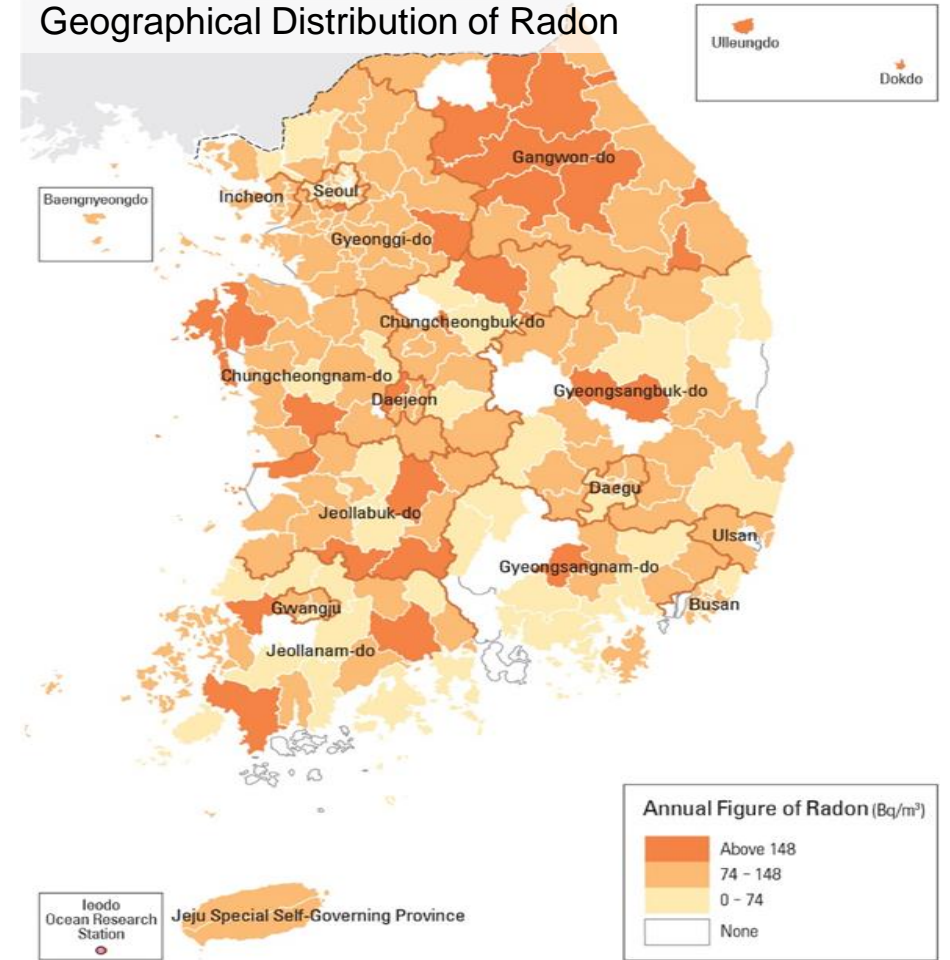 Geographical Distribution of Radon
Ulleungdo
Dokdo
Gangwon-do
Baengnyeongdo
Incheon
Seoul
Gyeonggi-do
Chungcheongbuk-do
Chungcheongnam-do
Daejeon
Gyeongsangbuk-do
Daegu
Jeollabuk-do
Ulsan
Gyeongsangnam-do
Gwangju
Busan
Jeollanam-do
Annual Figure of Radon (Bq/m³)
Above 148
74 – 148
0 – 74
None
Ieodo
Ocean Research
Station
Jeju Special Self-Governing Province